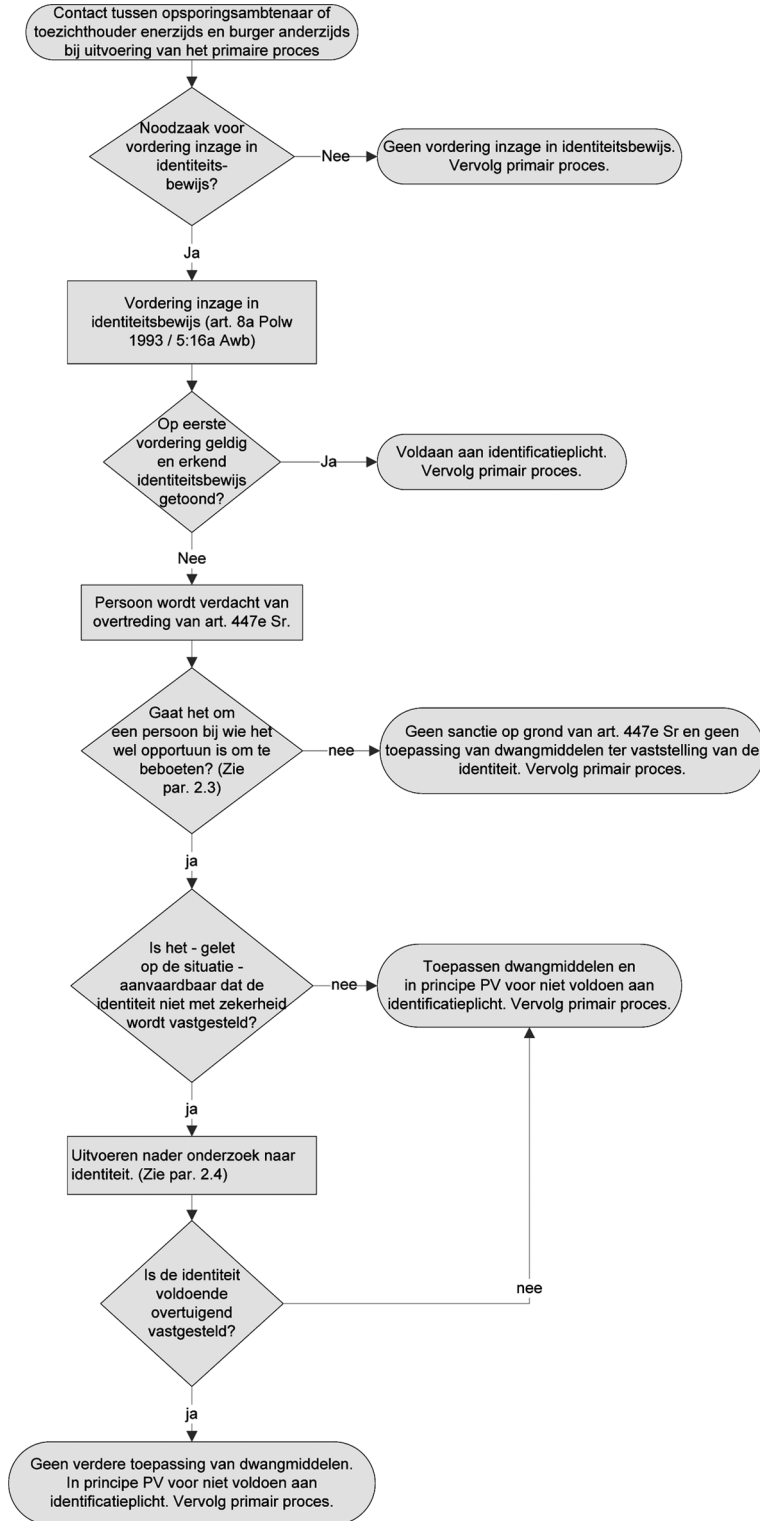 Contact tussen opsporingsambtenaar of
toezichthouder enerzijds en burger anderzijds
bij uitvoering van het primaire proces
Noodzaak voor
vordering inzage in
identiteits-
bewijs?
Nee
Geen vordering inzage in identiteitsbewijs.
Vervolg primair proces.
Ja
Vordering inzage in
identiteitsbewijs (art. 8a Polw
1993 / 5:16a Awb)
Op eerste
vordering geldig
en erkend
identiteitsbewijs
getoond?
Ja
Voldaan aan identificatieplicht.
Vervolg primair proces.
Nee
Persoon wordt verdacht van
overtreding van art. 447e Sr.
Gaat het om
een persoon bij wie het
wel opportuun is om te
beboeten? (Zie
par. 2.3)
nee
Geen sanctie op grond van art. 447e Sr en geen
toepassing van dwangmiddelen ter vaststelling van de
identiteit. Vervolg primair proces.
ja
Is het - gelet
op de situatie -
aanvaardbaar dat de
identiteit niet met zekerheid
wordt vastgesteld?
nee
Toepassen dwangmiddelen en
in principe PV voor niet voldoen aan
identificatieplicht. Vervolg primair proces.
ja
Uitvoeren nader onderzoek naar
identiteit. (Zie par. 2.4)
Is de identiteit
voldoende
overtuigend
vastgesteld?
nee
ja
Geen verdere toepassing van dwangmiddelen.
In principe PV voor niet voldoen aan
identificatieplicht. Vervolg primair proces.